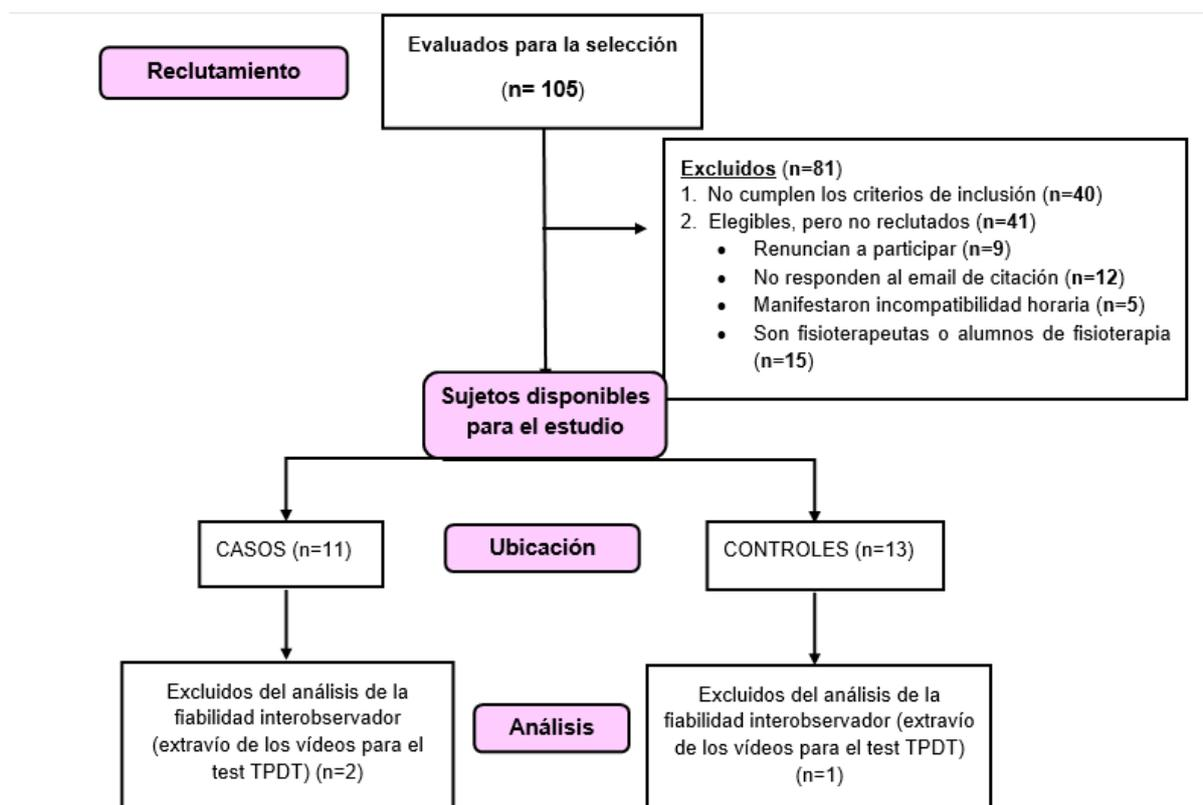 Reclutamiento
Evaluados para la selección
(n= 105)
Excluidos (n=81)
1. No cumplen los criterios de inclusión (n=40)
2. Elegibles, pero no reclutados (n=41)
• Renuncian a participar (n=9)
• No responden al email de citación (n=12)
• Manifestaron incompatibilidad horaria (n=5)
• Son fisioterapeutas o alumnos de fisioterapia
(n=15)
Sujetos disponibles
para el estudio
CASOS (n=11)
Ubicación
CONTROLES (n=13)
Excluidos del análisis de la
fiabilidad interobservador
(extravío de los vídeos para el
test TPDT) (n=2)
Análisis
Excluidos del análisis de la
fiabilidad interobservador (extravío
de los vídeos para el test TPDT)
(n=1)